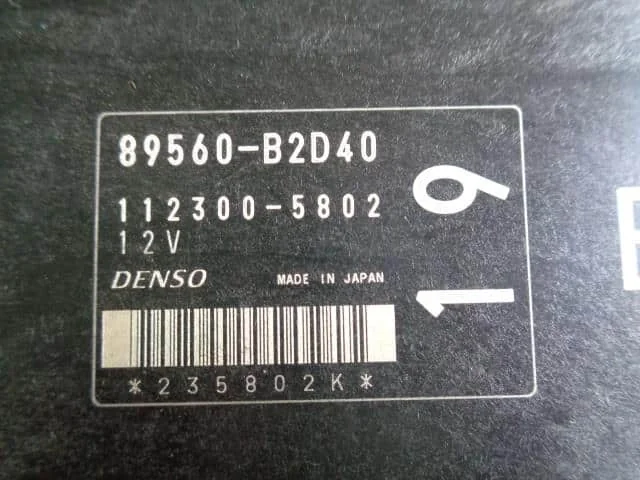 89560-B2D40
112300-5802
12V
DENSO MADE IN JAPAN
*235802K*
19